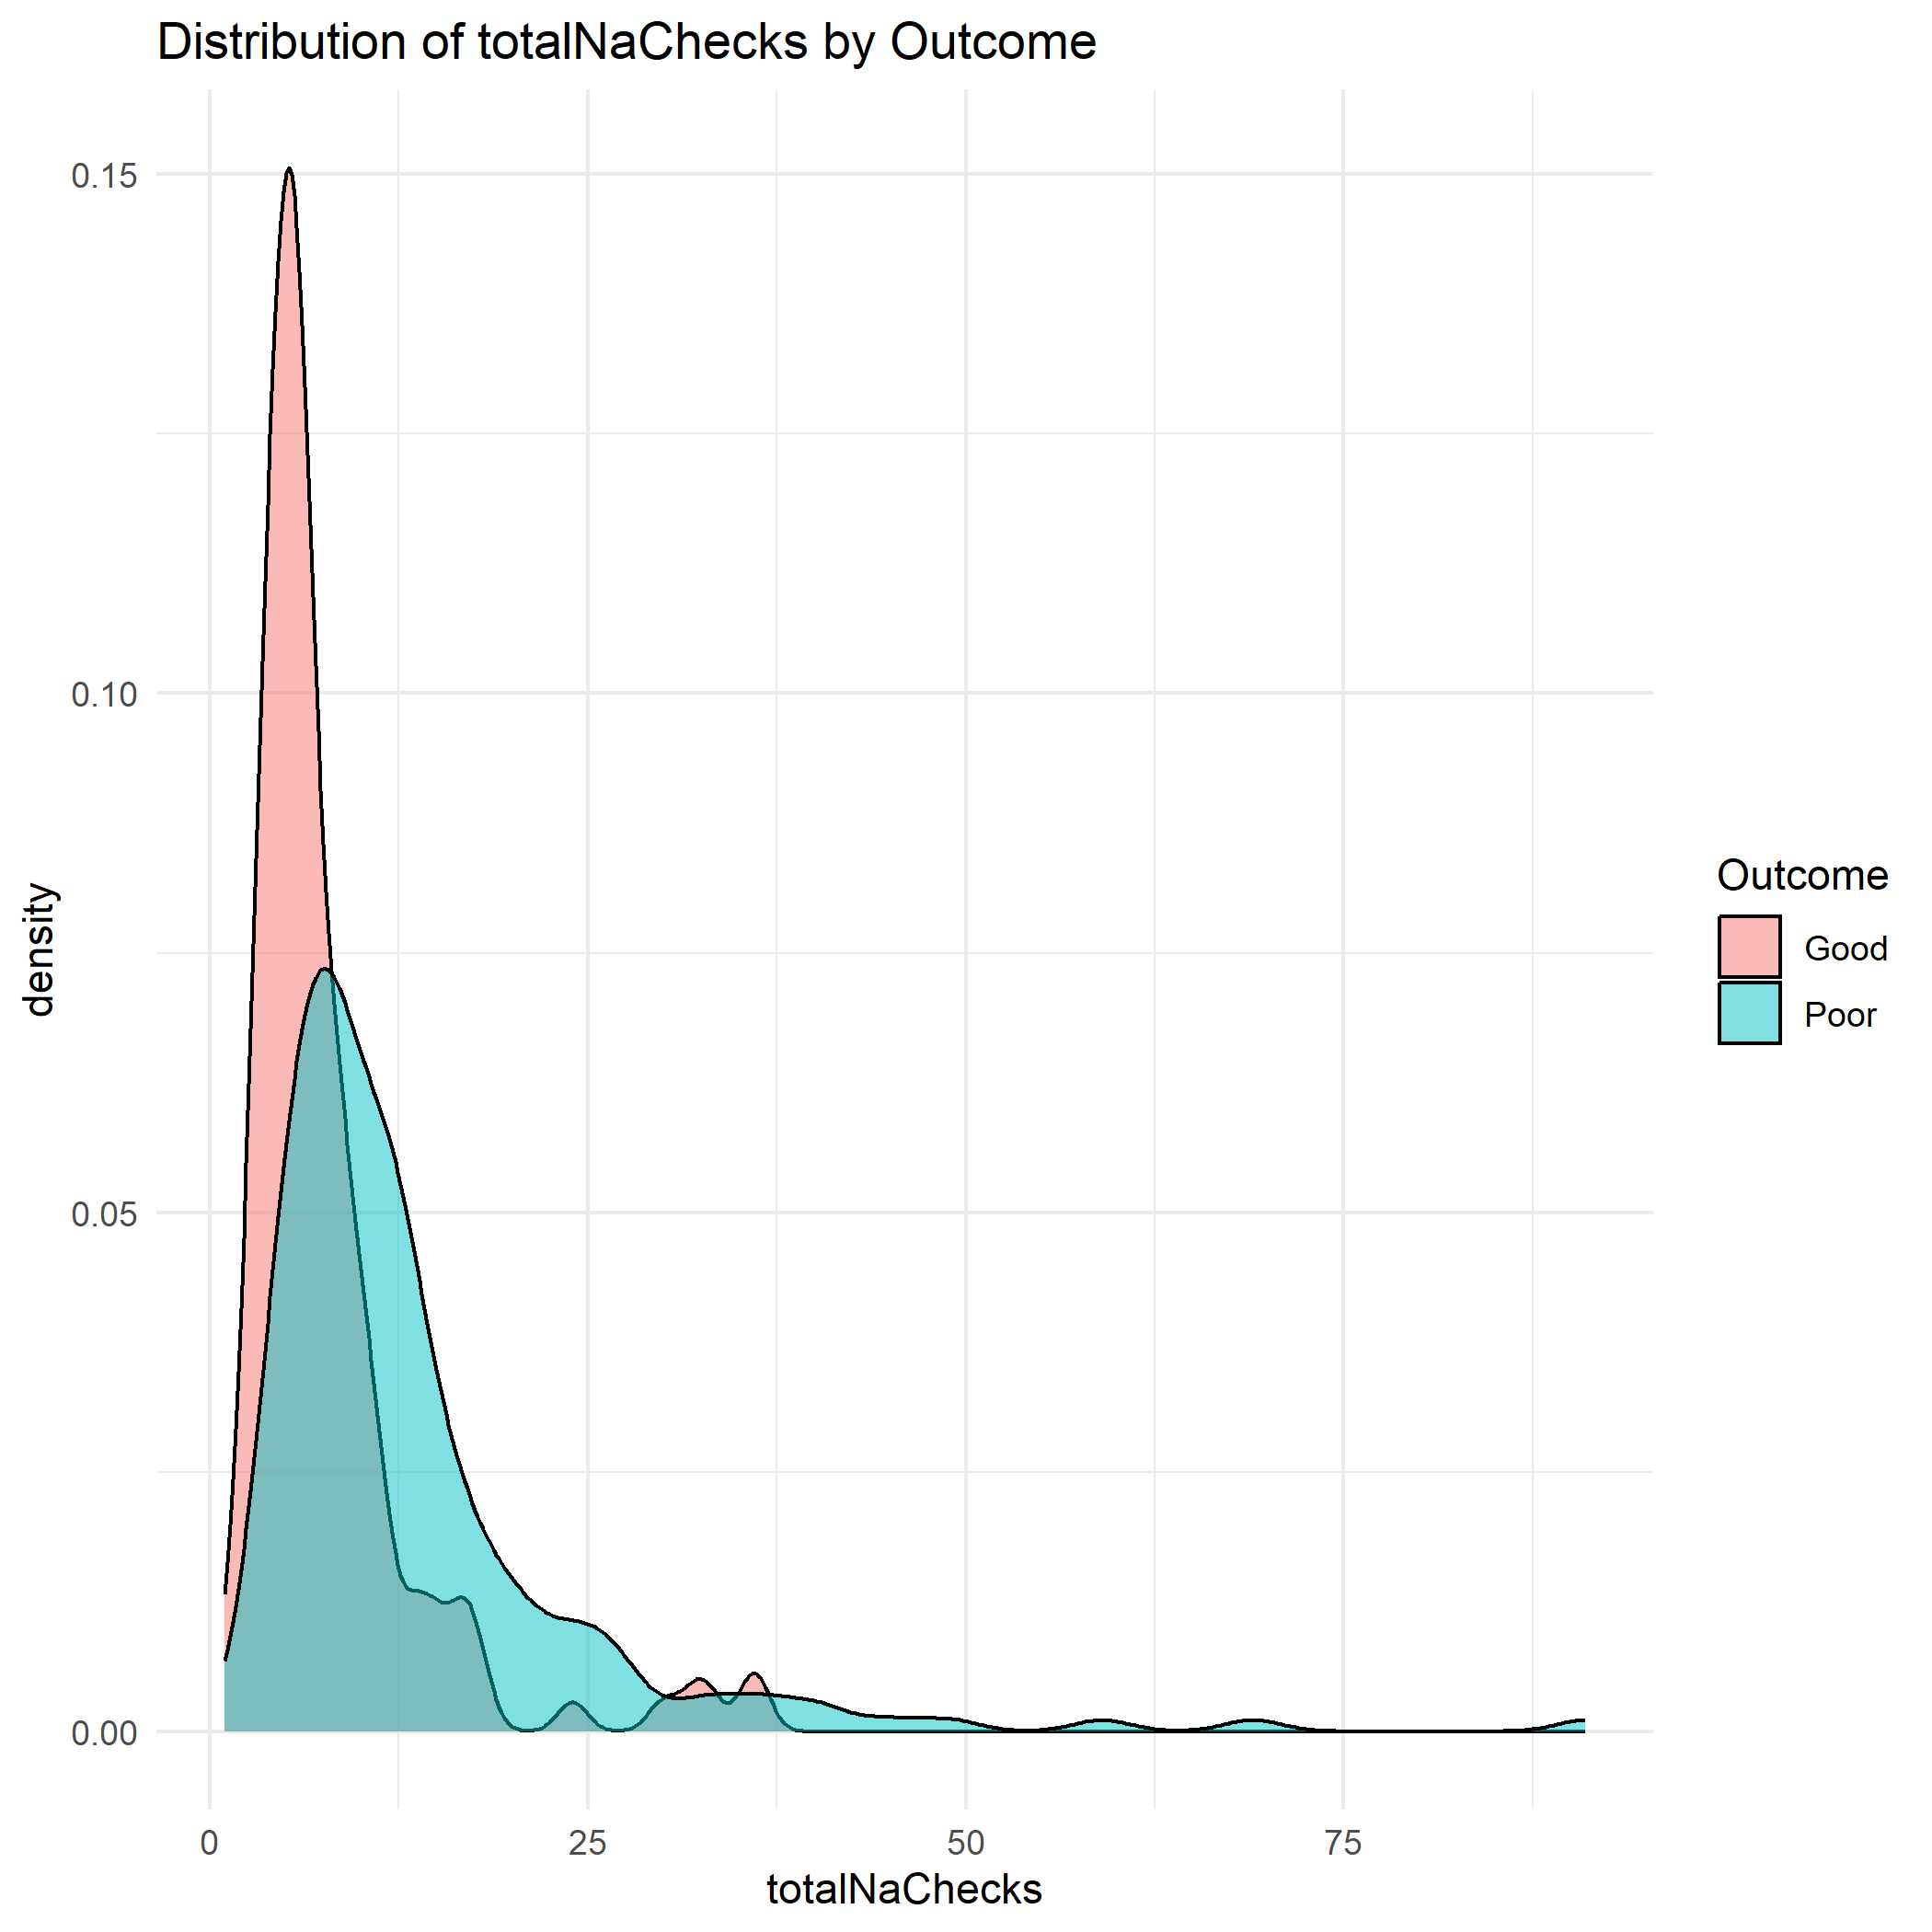 Distribution of totalNaChecks by Outcome
0.15
0.10
0.05
0.00
density
0 25 50 75
totalNaChecks
Outcome
Good
Poor